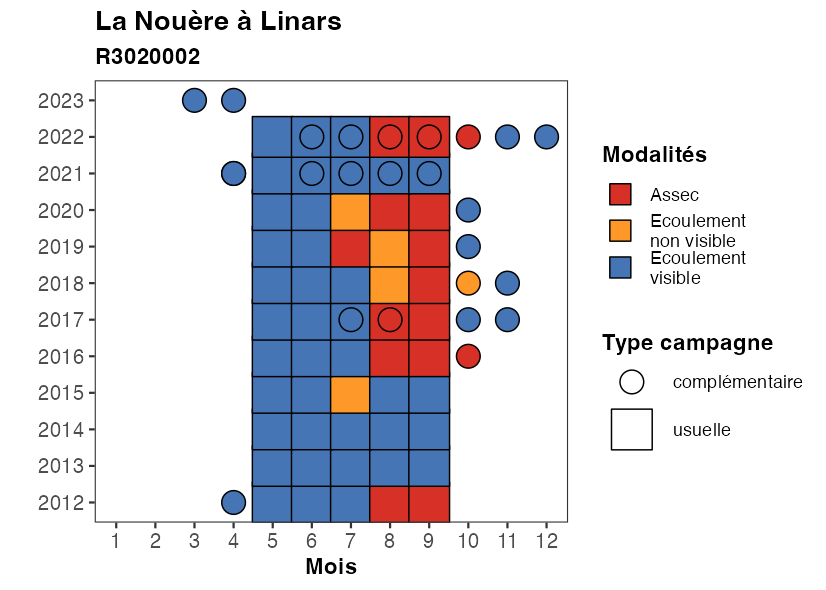 La Nouère à Linars
R3020002
2023
2022
2021
2020
2019
2018
2017
2016
2015
2014
2013
2012
1 2 3 4 5 6 7 8 9 10 11 12
Mois
Modalités
Assec
Ecoulement
non visible
Ecoulement
visible
Type campagne
complémentaire
usuelle